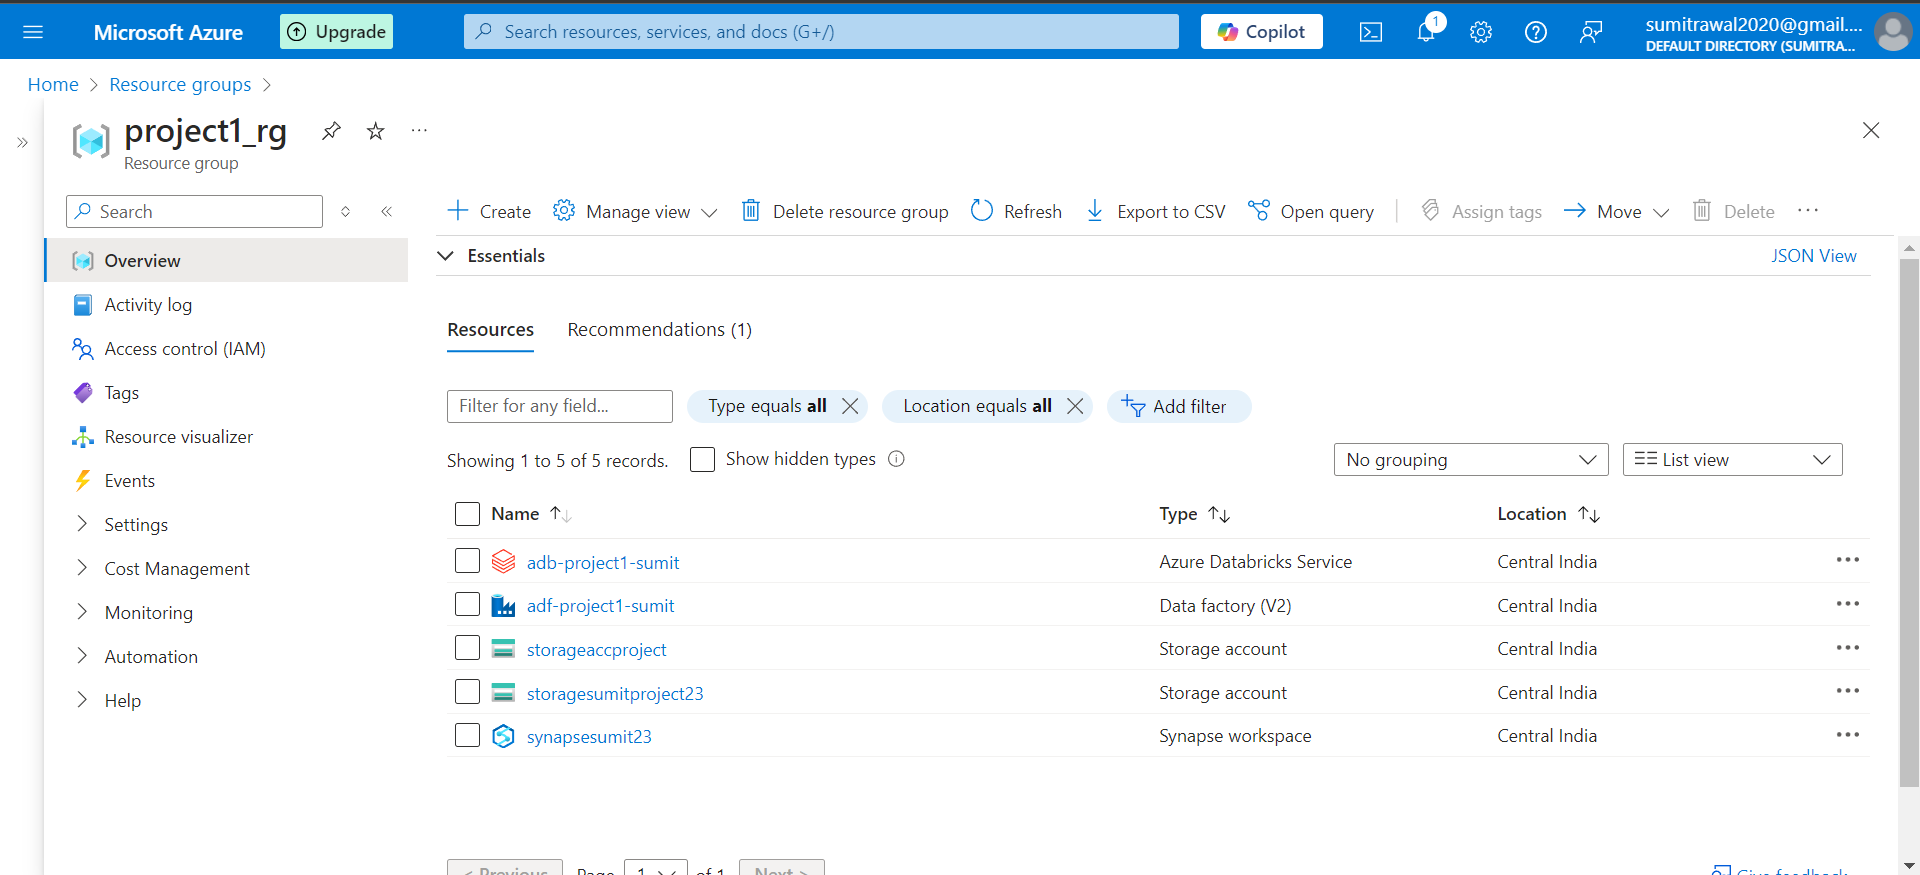 Microsoft Azure
Upgrade
Search resources, services, and docs (G+/)
Copilot
1
sumitrawal2020@gmail....
DEFAULT DIRECTORY (SUMITRA...
Home > Resource groups >
project1_rg
Resource group
Search
Create
Manage view
Delete resource group
Refresh
Export to CSV
Open query
Assign tags
Move
Delete
Overview
Activity log
Access control (IAM)
Tags
Resource visualizer
Events
Settings
Cost Management
Monitoring
Automation
Help
Essentials
JSON View
Resources
Recommendations (1)
Filter for any field...
Type equals all
Location equals all
Add filter
Showing 1 to 5 of 5 records.
Show hidden types
No grouping
List view
Name Type Location
adb-project1-sumit Azure Databricks Service Central India
adf-project1-sumit Data factory (V2) Central India
storageaccproject Storage account Central India
storagesumitproject23 Storage account Central India
synapsesumit23 Synapse workspace Central India
< Previous Page 1 of 1 Next >
Give feedback